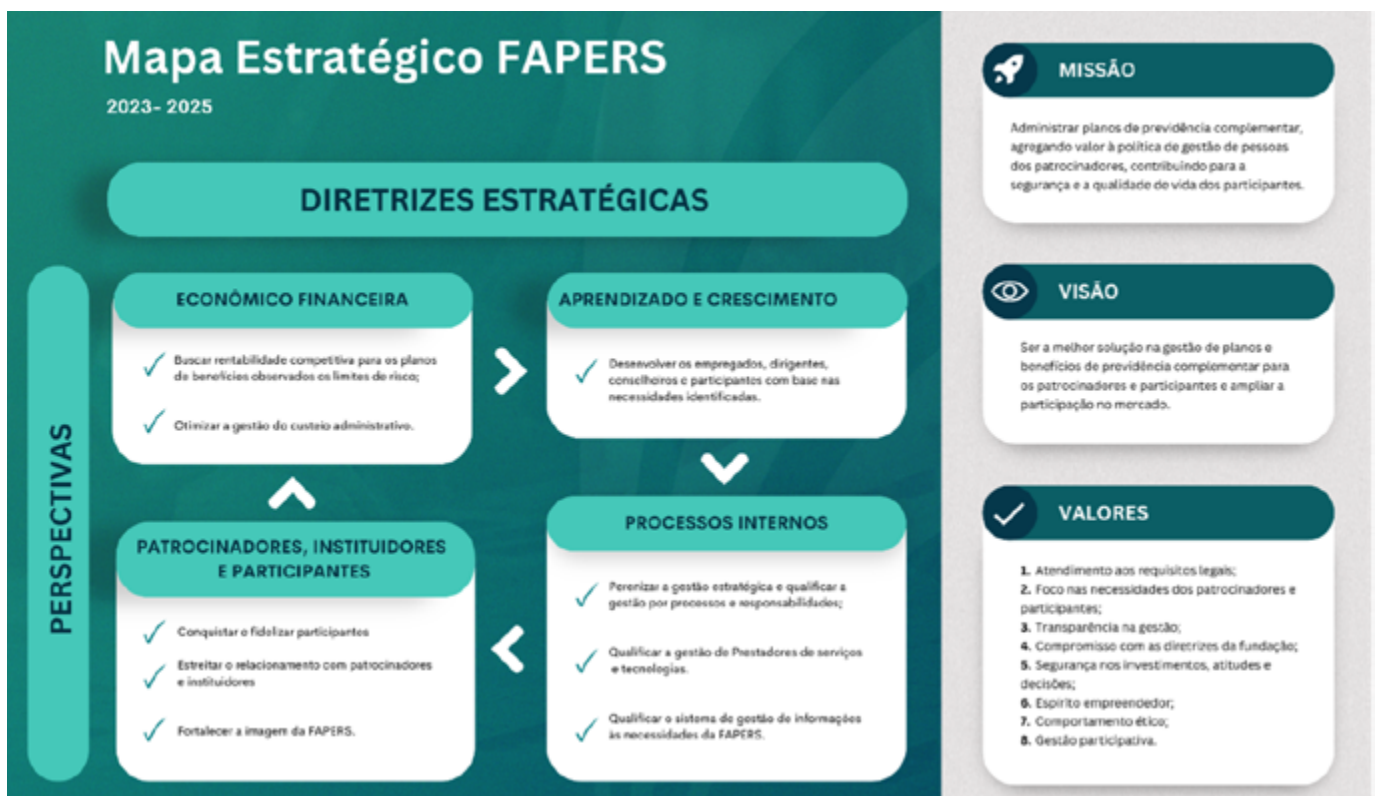 Mapa Estratégico FAPERS
2023- 2025
DIRETRIZES ESTRATÉGICAS
PERSPECTIVAS
ECONÔMICO FINANCEIRA
Buscar rentabilidade competitiva para os planos
de benefícios observados os limites de risco;
Otimizar a gestão do custeio administrativo.
APRENDIZADO E CRESCIMENTO
Desenvolver os empregados, dirigentes,
conselheiros e participantes com base nas
necessidades identificadas.
PROCESSOS INTERNOS
Perenizar a gestão estratégica e qualificar a
gestão por processos e responsabilidades;
Qualificar a gestão de Prestadores de serviços
e tecnologias.
Qualificar o sistema de gestão de informações
às necessidades da FAPERS.
PATROCINADORES, INSTITUIDORES
E PARTICIPANTES
Conquistar e fidelizar participantes
Estreitar o relacionamento com patrocinadores
e instituidores
Fortalecer a imagem da FAPERS.
MISSÃO
Administrar planos de previdência complementar,
agregando valor à política de gestão de pessoas
dos patrocinadores, contribuindo para a
segurança e a qualidade de vida dos participantes.
VISÃO
Ser a melhor solução na gestão de planos e
benefícios de previdência complementar para
os patrocinadores e participantes e ampliar a
participação no mercado.
VALORES
1. Atendimento aos requisitos legais;
2. Foco nas necessidades dos patrocinadores e
participantes;
3. Transparência na gestão;
4. Compromisso com as diretrizes da fundação;
5. Segurança nos investimentos, atitudes e
decisões;
6. Espírito empreendedor;
7. Comportamento ético;
8. Gestão participativa.